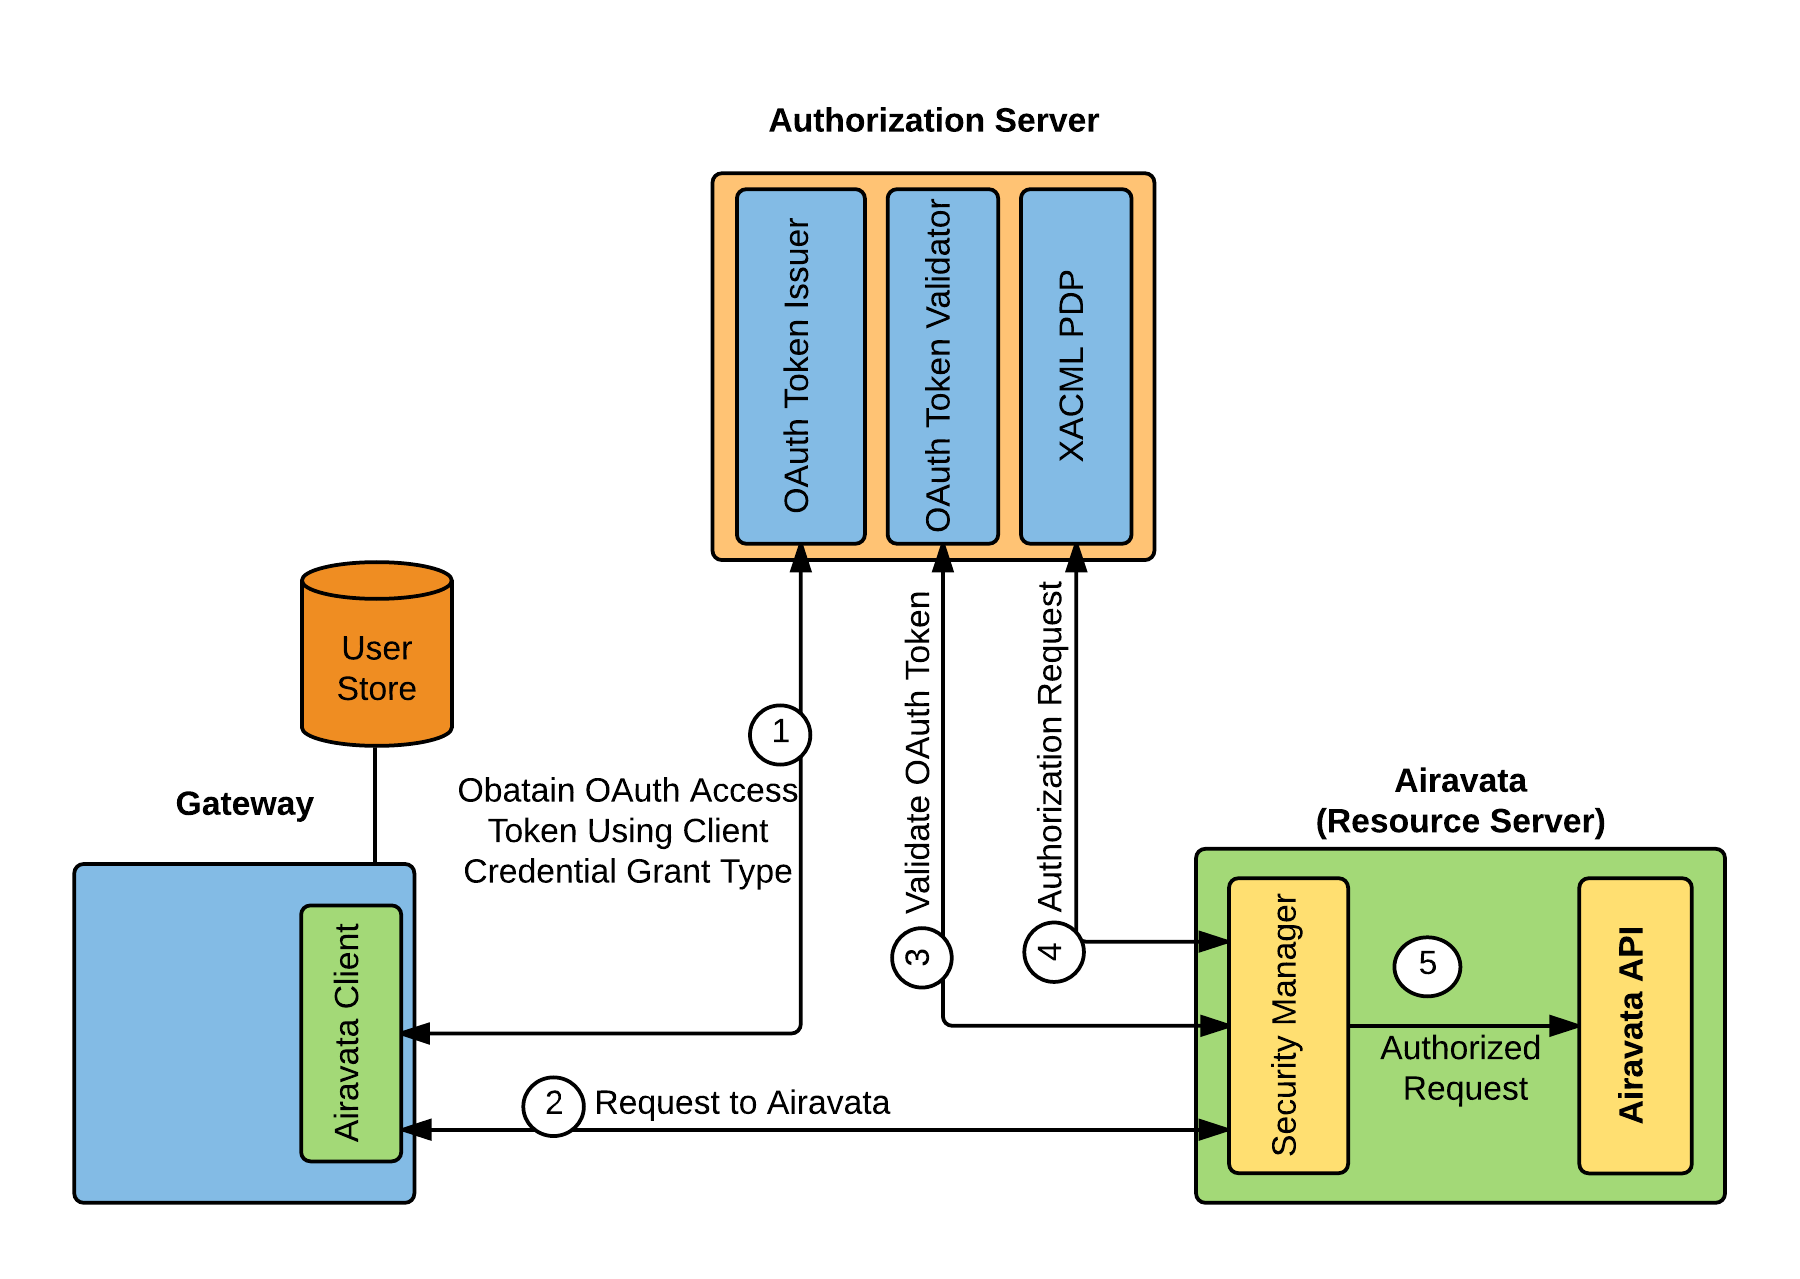 Authorization Server
OAuth Token Issuer
OAuth Token Validator
XACML PDP
User
Store
Gateway
Airavata Client
1
Obatain OAuth Access
Token Using Client
Credential Grant Type
2
Request to Airavata
3
Validate OAuth Token
4
Authorization Request
Airavata
(Resource Server)
Security Manager
5
Authorized
Request
Airavata API